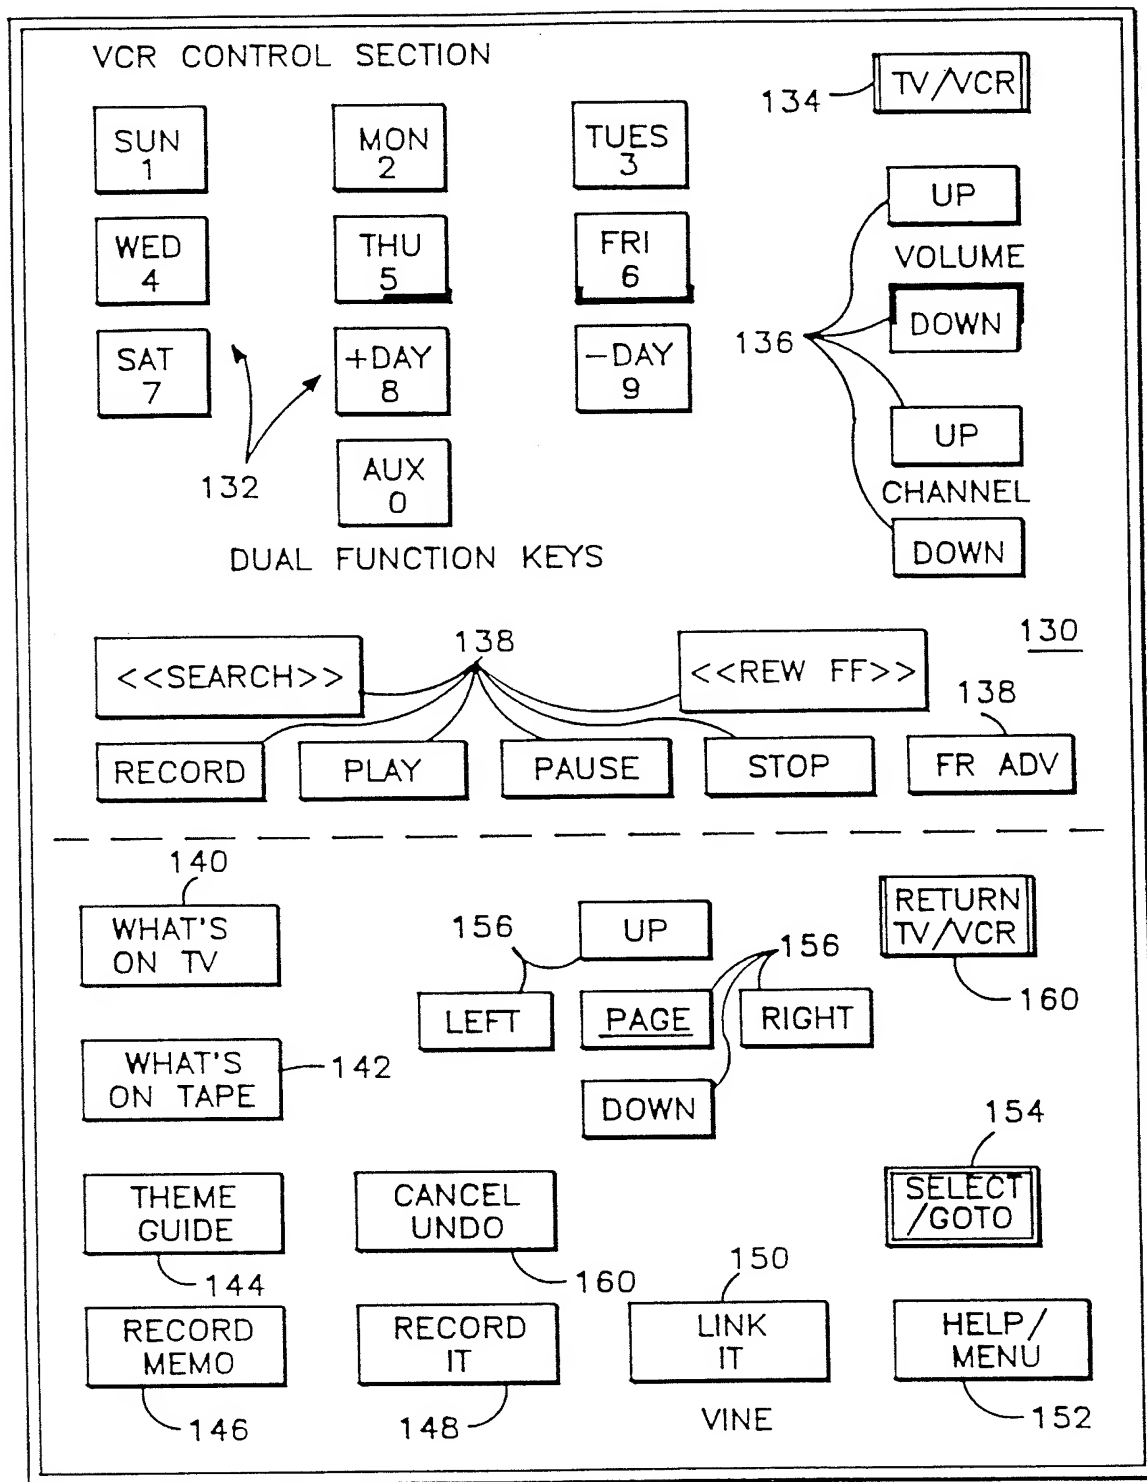 VCR CONTROL SECTION
134
TV/VCR
SUN
1
MON
2
TUES
3
UP
VOLUME
DOWN
WED
4
THU
5
FRI
6
136
SAT
7
+DAY
8
-DAY
9
UP
CHANNEL
DOWN
132
AUX
0
DUAL FUNCTION KEYS
130
138
<<SEARCH>>
<<REW FF>>
138
RECORD
PLAY
PAUSE
STOP
FR ADV
140
WHAT'S
ON TV
156
UP
156
RETURN
TV/VCR
160
LEFT
PAGE
RIGHT
WHAT'S
ON TAPE
142
DOWN
154
THEME
GUIDE
144
CANCEL
UNDO
160
SELECT
/GOTO
150
RECORD
MEMO
146
RECORD
IT
148
LINK
IT
VINE
HELP/
MENU
152